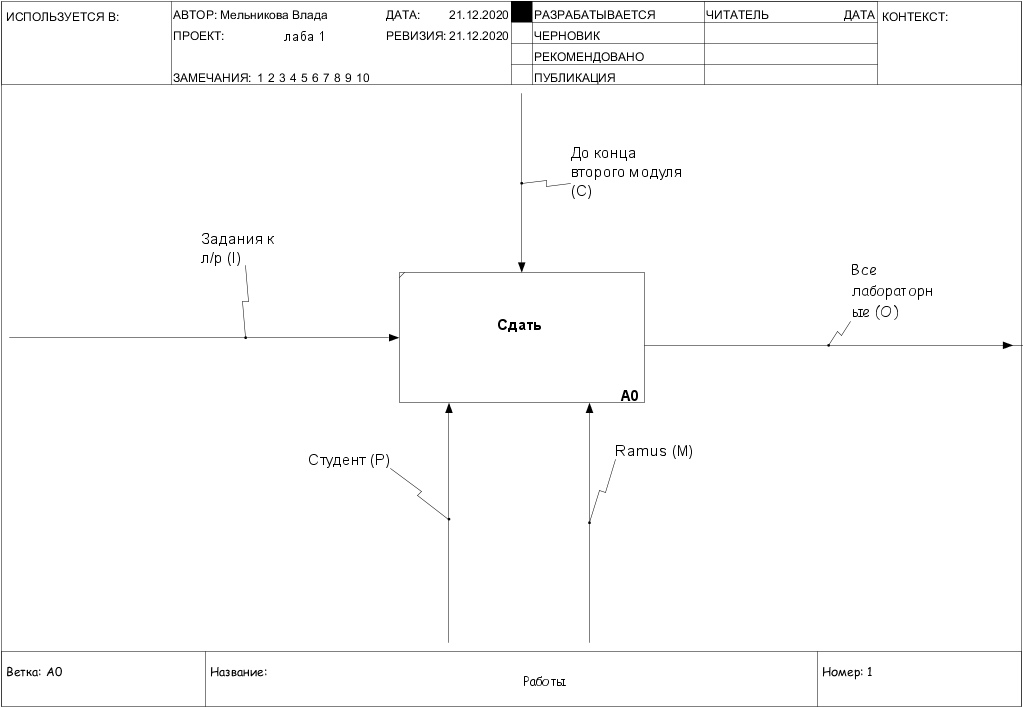 ИСПОЛЬЗУЕТСЯ В:
АВТОР: Мельникова Влада
ДАТА: 21.12.2020
ПРОЕКТ: лаба 1
РЕВИЗИЯ: 21.12.2020
ЗАМЕЧАНИЯ: 1 2 3 4 5 6 7 8 9 10
РАЗРАБАТЫВАЕТСЯ
ЧЕРНОВИК
РЕКОМЕНДОВАНО
ПУБЛИКАЦИЯ
ЧИТАТЕЛЬ ДАТА
КОНТЕКСТ:
До конца
второго модуля
(C)
Задания к
л/р (I)
Все
лабораторн
ые (O)
Сдать
A0
Студент (P)
Ramus (M)
Ветка: A0
Название:
Работы
Номер: 1